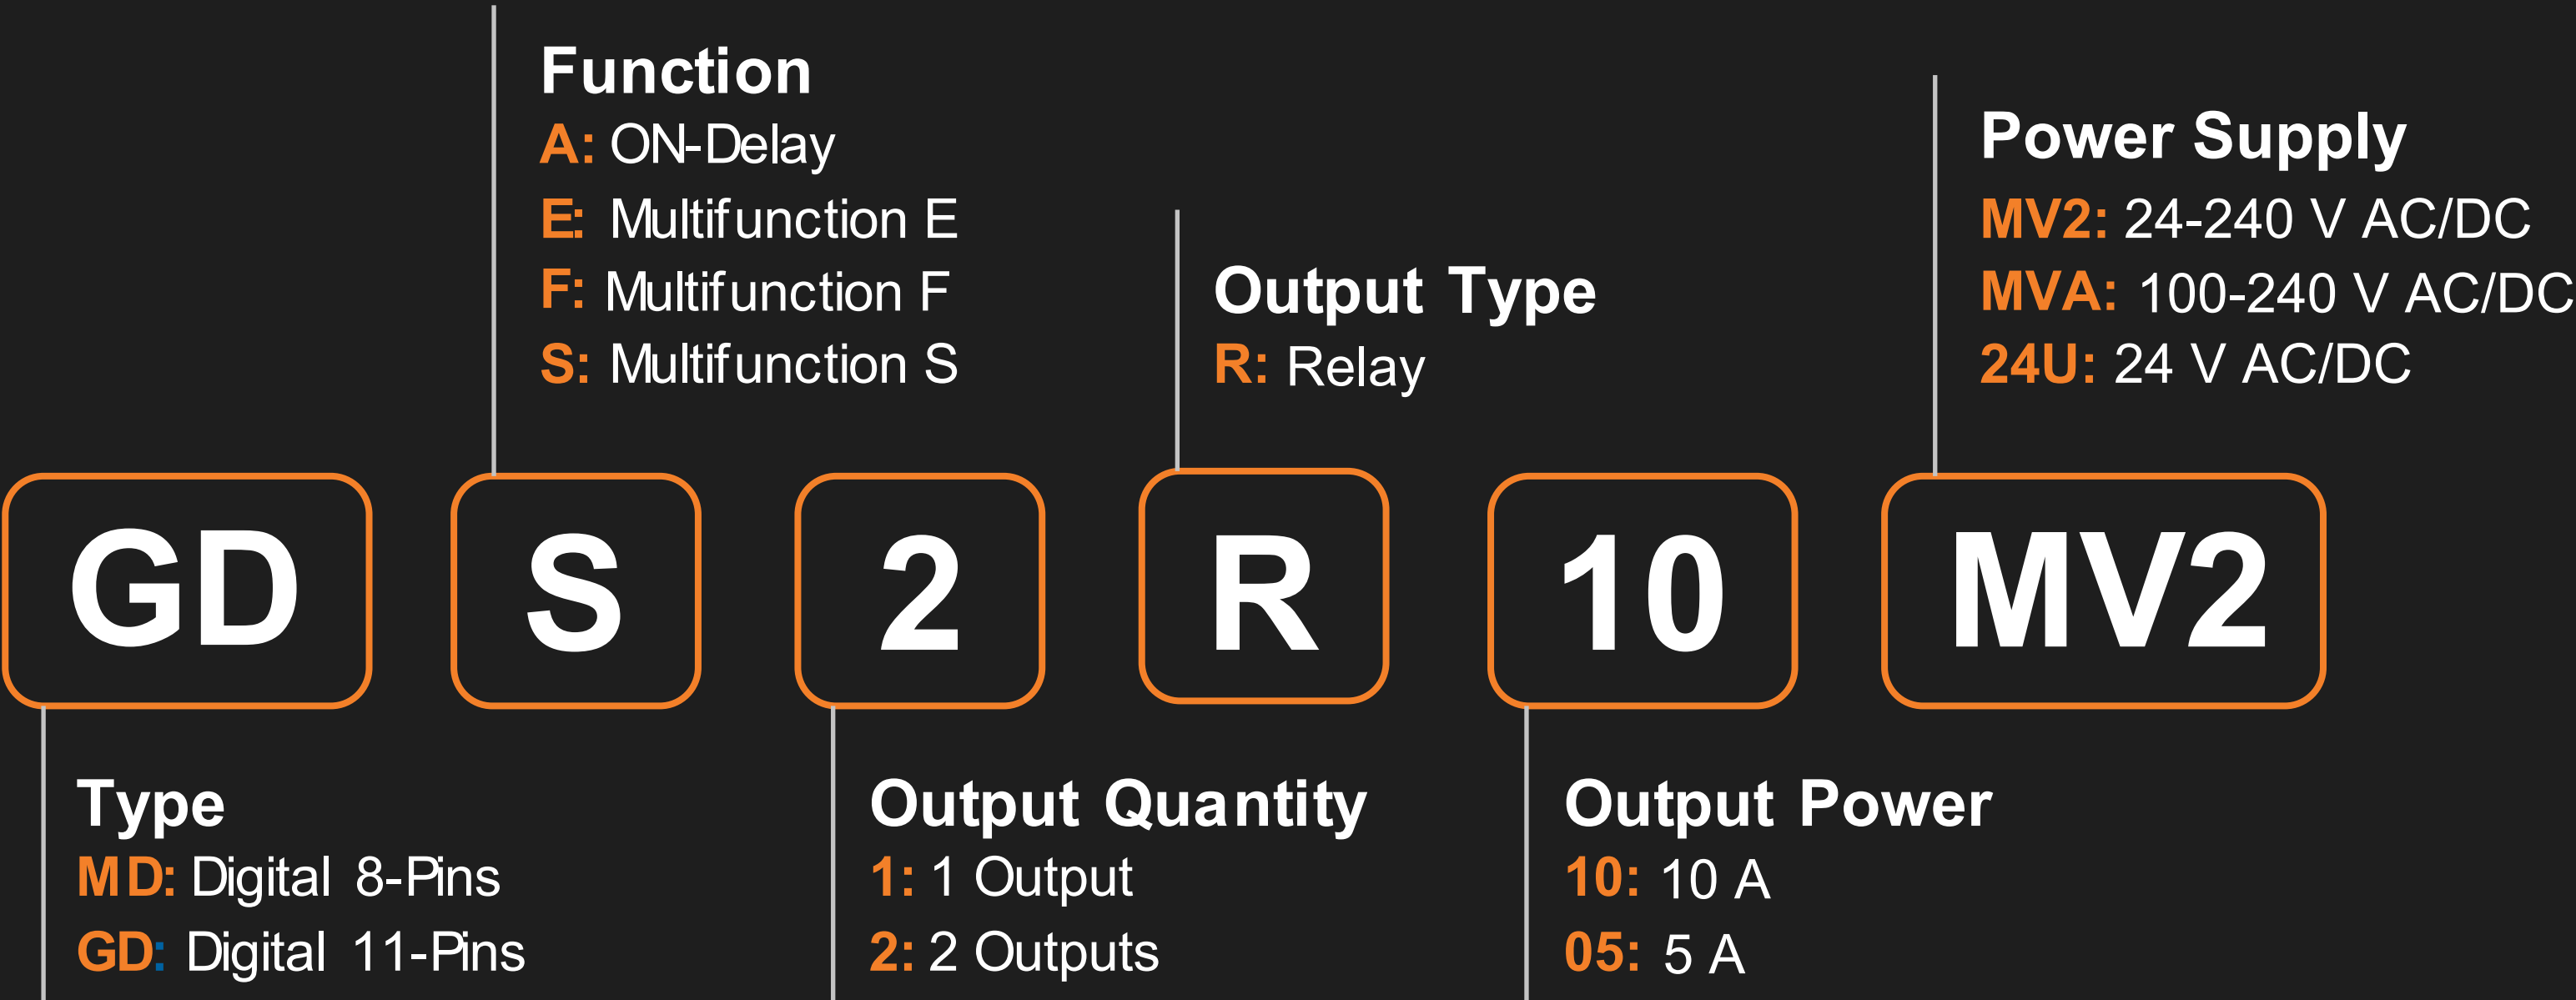 Function
A: ON-Delay
E: Multifunction E
F: Multifunction F
S: Multifunction S
Output Type
R: Relay
Power Supply
MV2: 24-240 V AC/DC
MVA: 100-240 V AC/DC
24U: 24 V AC/DC
GD S 2 R 10 MV2
Type
MD: Digital 8-Pins
GD: Digital 11-Pins
Output Quantity
1: 1 Output
2: 2 Outputs
Output Power
10: 10 A
05: 5 A